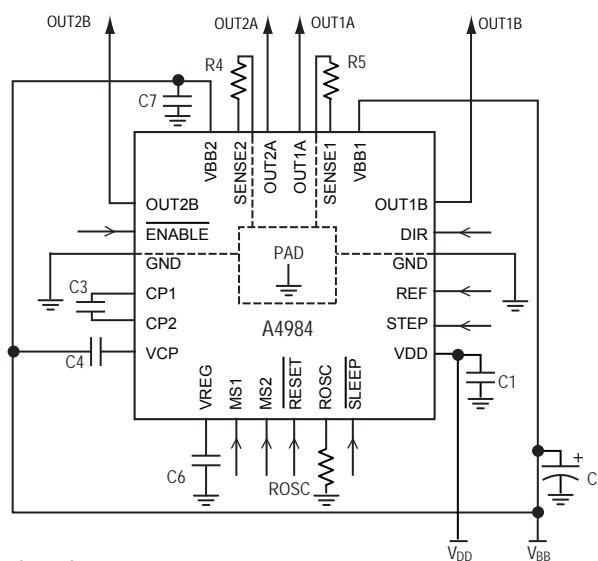 OUT2B
OUT2A
OUT1A
OUT1B
R4
R5
C7
VBB2
SENSE2
OUT2A
OUT1A
SENSE1
VBB1
OUT2B
OUT1B
ENABLE
DIR
GND
PAD
GND
C3
CP1
REF
CP2
A4984
STEP
C4
VCP
VDD
C1
VREG
MS1
MS2
RESET
ROSC
SLEEP
C6
ROSC
+
C
VDD
VBB